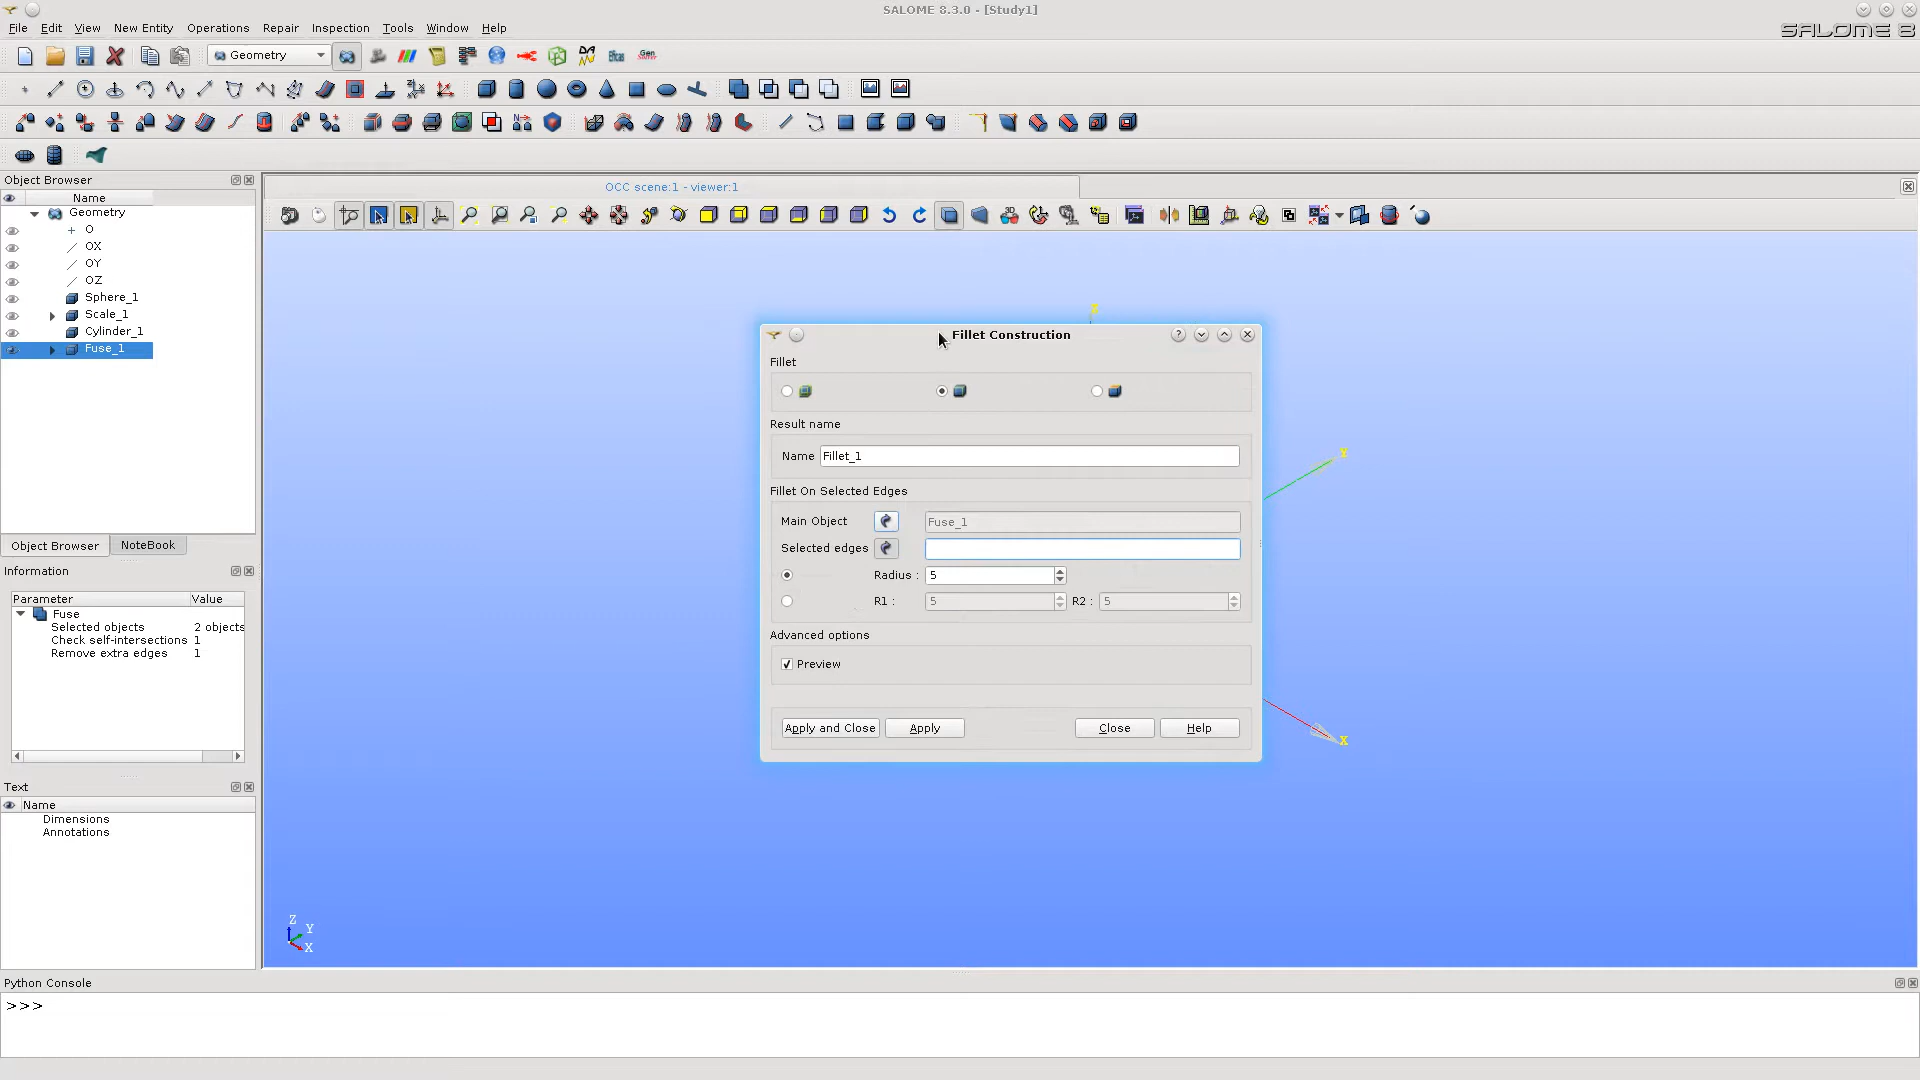 SALOME 8.3.0 - [Study1]
File Edit View New Entity Operations Repair Inspection Tools Window Help
SALOME 8
Geometry
Object Browser
OCC scene:1 - viewer:1
Name
Geometry
O
OX
OY
OZ
Sphere_1
Scale_1
Cylinder_1
Fuse_1
Z
Y
X
Fillet Construction
Fillet
Result name
Name Fillet_1
Fillet On Selected Edges
Main Object Fuse_1
Selected edges
Radius : 5
R1 : 5 R2 : 5
Advanced options
Preview
Apply and Close Apply Close Help
Object Browser NoteBook
Information
Parameter Value
Fuse
Selected objects 2 objects
Check self-intersections 1
Remove extra edges 1
Text
Name
Dimensions
Annotations
Z
Y
X
Python Console
>>>